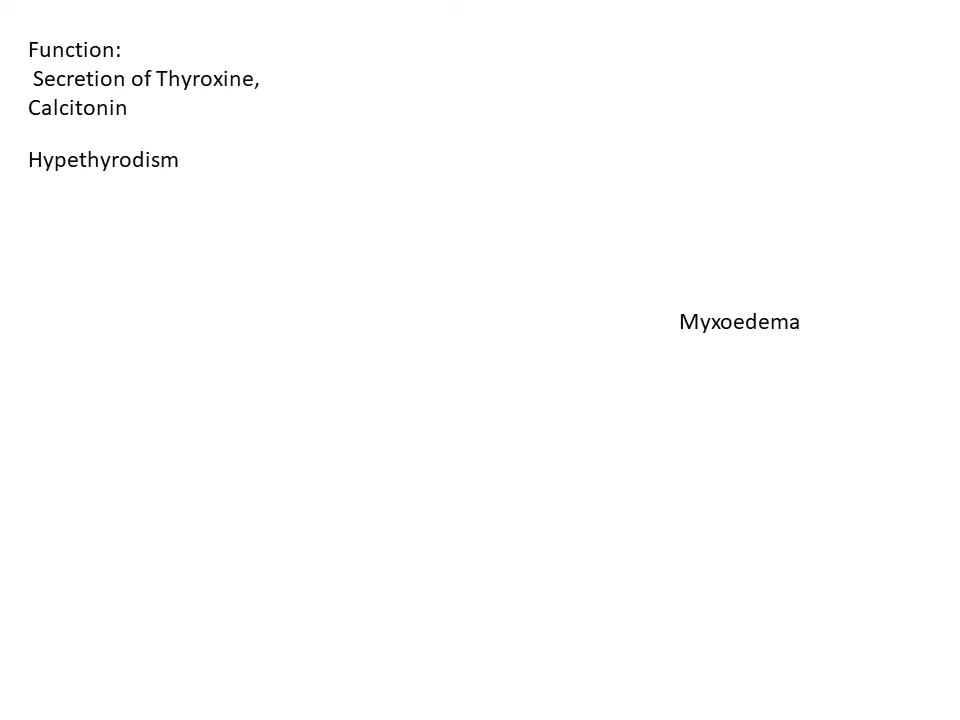 Function:
Secretion of Thyroxine,
Calcitonin
Hypethyrodism
Myxoedema